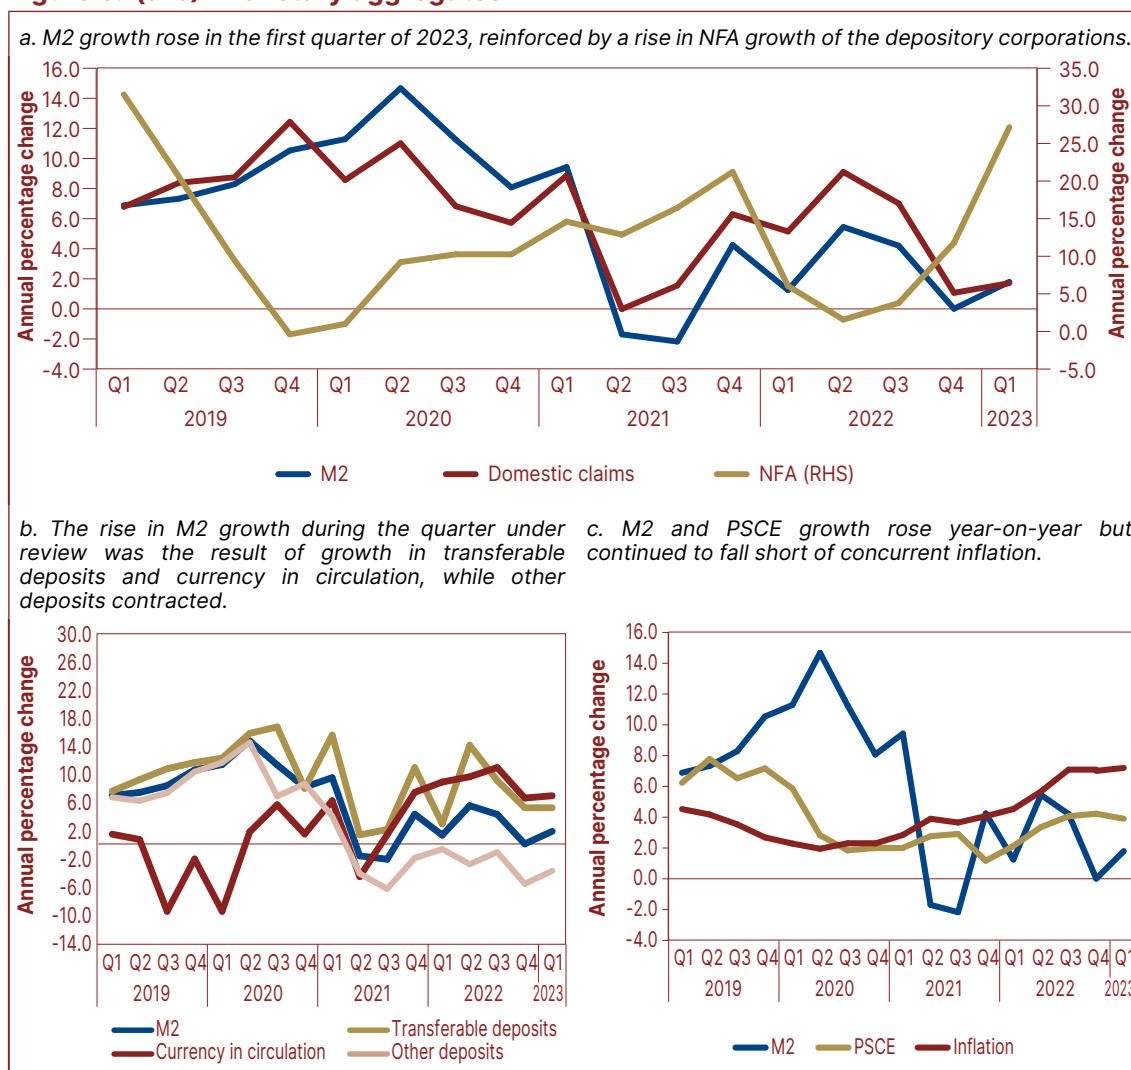 a. M2 growth rose in the first quarter of 2023, reinforced by a rise in NFA growth of the depository corporations.
Annual percentage change
16.0
14.0
12.0
10.0
8.0
6.0
4.0
2.0
0.0
-2.0
-4.0
35.0
30.0
25.0
20.0
15.0
10.0
5.0
0.0
-5.0
Annual percentage change
Q1 Q2 Q3 Q4 Q1 Q2 Q3 Q4 Q1 Q2 Q3 Q4 Q1 Q2 Q3 Q4 Q1
2019 2020 2021 2022 2023
M2 Domestic claims NFA (RHS)
b. The rise in M2 growth during the quarter under
review was the result of growth in transferable
deposits and currency in circulation, while other
deposits contracted.
Annual percentage change
30.0
26.0
22.0
18.0
14.0
10.0
6.0
2.0
-2.0
-6.0
-10.0
-14.0
Q1 Q2 Q3 Q4 Q1 Q2 Q3 Q4 Q1 Q2 Q3 Q4 Q1 Q2 Q3 Q4 Q1
2019 2020 2021 2022 2023
M2 Transferable deposits
Currency in circulation Other deposits
c. M2 and PSCE growth rose year-on-year but
continued to fall short of concurrent inflation.
Annual percentage change
16.0
14.0
12.0
10.0
8.0
6.0
4.0
2.0
0.0
-2.0
-4.0
Q1 Q2 Q3 Q4 Q1 Q2 Q3 Q4 Q1 Q2 Q3 Q4 Q1 Q2 Q3 Q4 Q1
2019 2020 2021 2022 2023
M2 PSCE Inflation